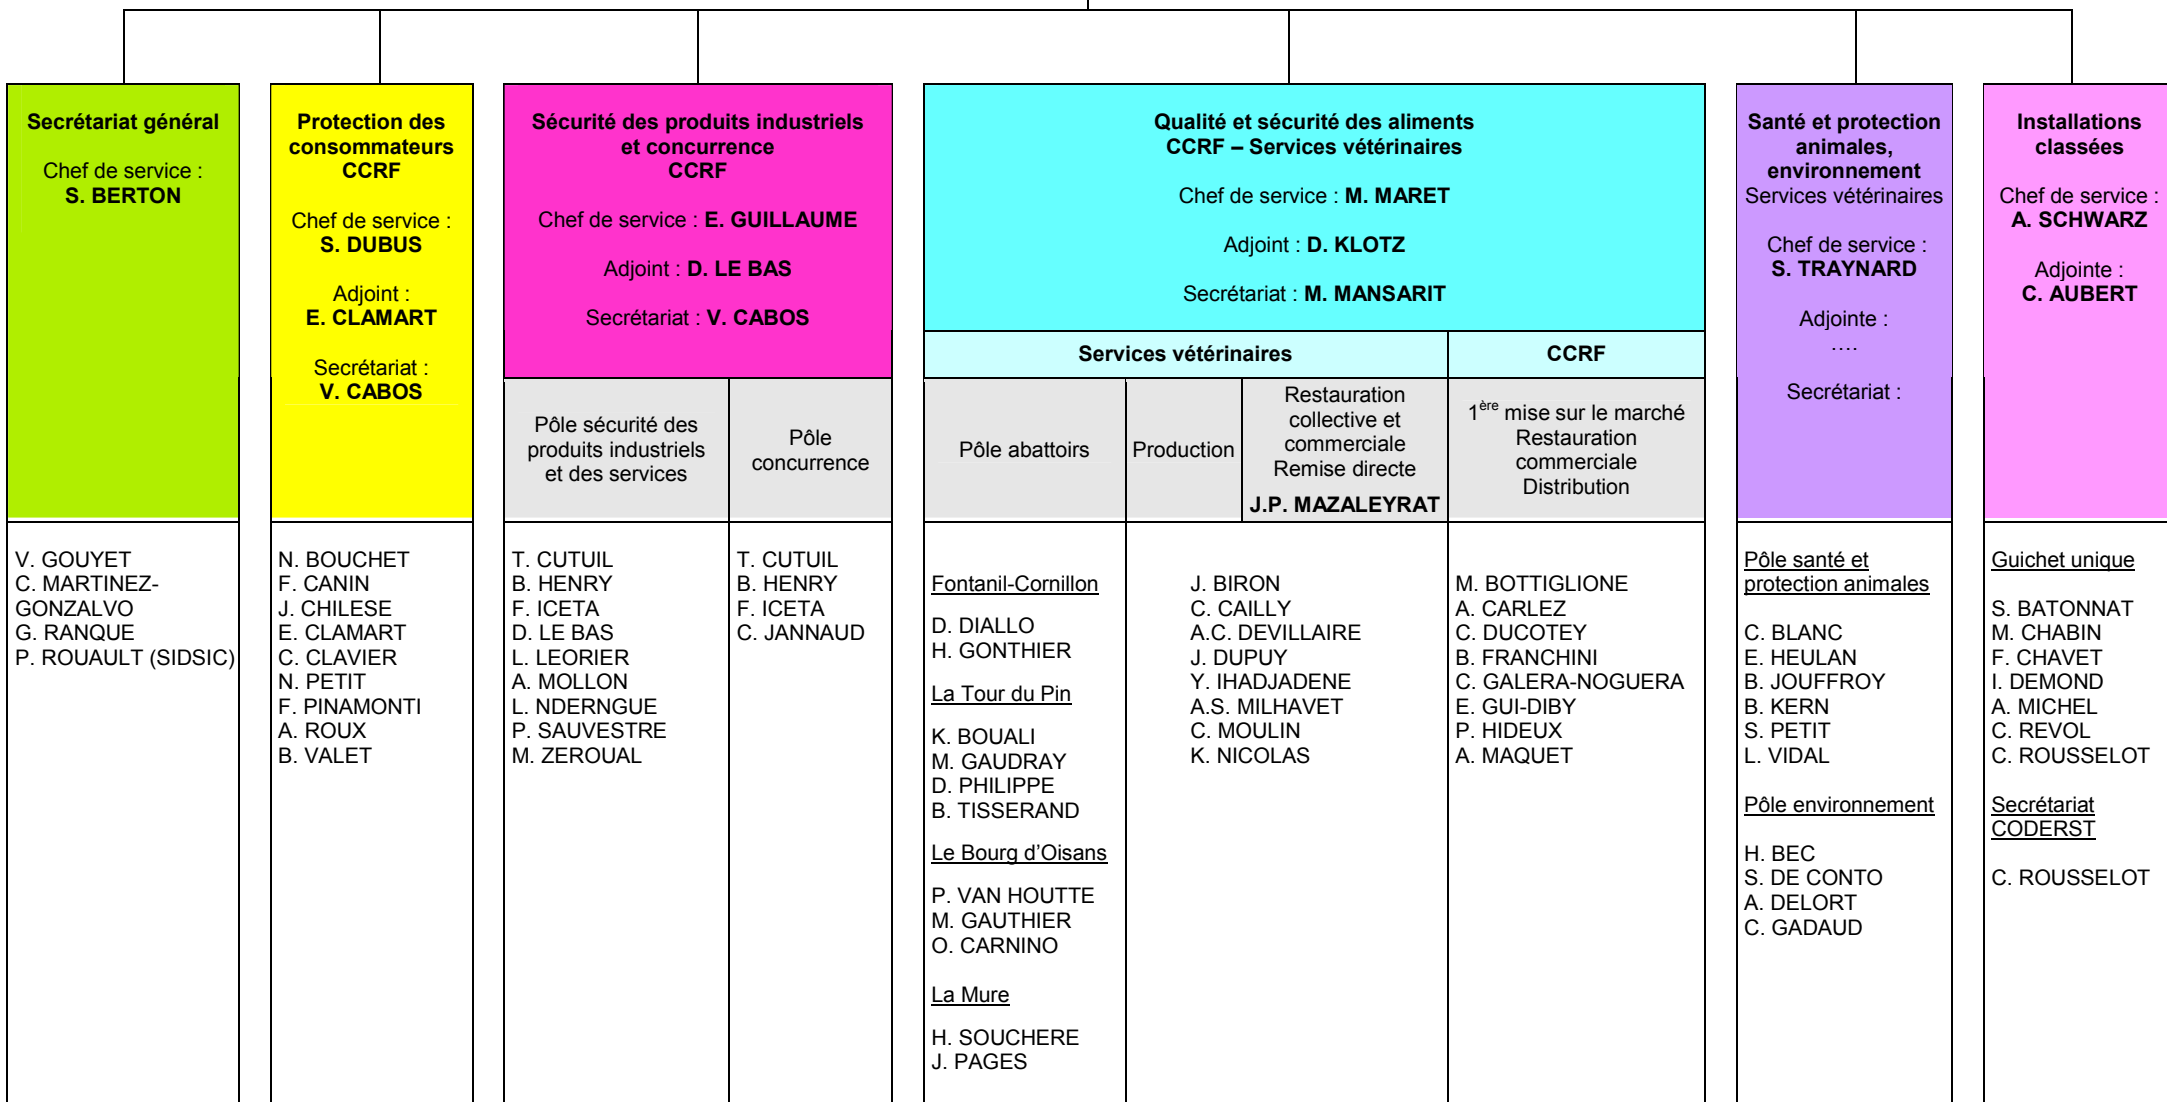 Secrétariat général
Chef de service :
S. BERTON
V. GOUYET
C. MARTINEZ-
GONZALVO
G. RANQUE
P. ROUAULT (SIDSIC)
Protection des
consommateurs
CCRF
Chef de service :
S. DUBUS
Adjoint :
E. CLAMART
Secrétariat :
V. CABOS
N. BOUCHET
F. CANIN
J. CHILESE
E. CLAMART
C. CLAVIER
N. PETIT
F. PINAMONTI
A. ROUX
B. VALET
Sécurité des produits industriels
et concurrence
CCRF
Chef de service : E. GUILLAUME
Adjoint : D. LE BAS
Secrétariat : V. CABOS
Pôle sécurité des
produits industriels
et des services
T. CUTUIL
B. HENRY
F. ICETA
D. LE BAS
L. LEORIER
A. MOLLON
L. NDERNGUE
P. SAUVESTRE
M. ZEROUAL
Pôle
concurrence
T. CUTUIL
B. HENRY
F. ICETA
C. JANNAUD
Qualité et sécurité des aliments
CCRF – Services vétérinaires
Chef de service : M. MARET
Adjoint : D. KLOTZ
Secrétariat : M. MANSARIT
Services vétérinaires
Pôle abattoirs
Fontanil-Cornillon
D. DIALLO
H. GONTHIER
La Tour du Pin
K. BOUALI
M. GAUDRAY
D. PHILIPPE
B. TISSERAND
Le Bourg d’Oisans
P. VAN HOUTTE
M. GAUTHIER
O. CARNINO
La Mure
H. SOUCHERE
J. PAGES
Production
Restauration
collective et
commerciale
Remise directe
J.P. MAZALEYRAT
J. BIRON
C. CAILLY
A.C. DEVILLAIRE
J. DUPUY
Y. IHADJADENE
A.S. MILHAVET
C. MOULIN
K. NICOLAS
CCRF
1ère mise sur le marché
Restauration
commerciale
Distribution
M. BOTTIGLIONE
A. CARLEZ
C. DUCOTEY
B. FRANCHINI
C. GALERA-NOGUERA
E. GUI-DIBY
P. HIDEUX
A. MAQUET
Santé et protection
animales,
environnement
Services vétérinaires
Chef de service :
S. TRAYNARD
Adjointe :
….
Secrétariat :
Pôle santé et
protection animales
C. BLANC
E. HEULAN
B. JOUFFROY
B. KERN
S. PETIT
L. VIDAL
Pôle environnement
H. BEC
S. DE CONTO
A. DELORT
C. GADAUD
Installations
classées
Chef de service :
A. SCHWARZ
Adjointe :
C. AUBERT
Guichet unique
S. BATONNAT
M. CHABIN
F. CHAVET
I. DEMOND
A. MICHEL
C. REVOL
C. ROUSSELOT
Secrétariat
CODERST
C. ROUSSELOT